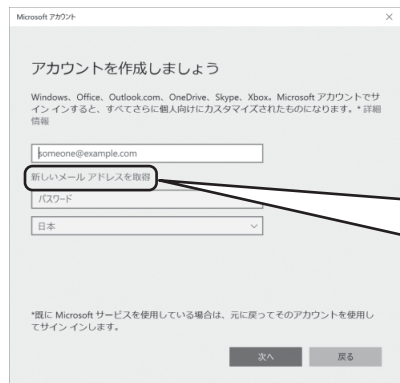 Microsoft アカウント
アカウントを作成しましょう
Windows、Office、Outlook.com、OneDrive、Skype、Xbox。Microsoft アカウントでサ
イン インすると、すべてさらに個人向けにカスタマイズされたものになります。* 詳細
情報
someone@example.com
新しいメール アドレスを取得
パスワード
日本
*既に Microsoft サービスを使用している場合は、元に戻ってそのアカウントを使用し
てサイン インします。
次へ
戻る